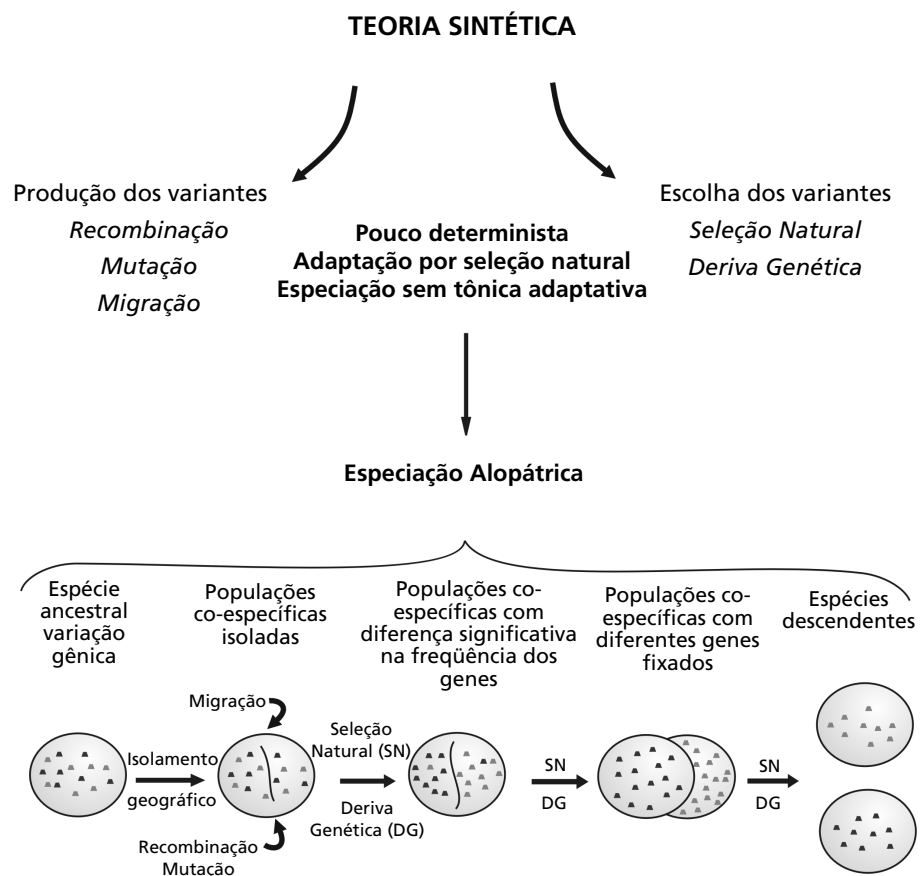 TEORIA SINTÉTICA
Produção dos variantes
Recombinação
Mutação
Migração
Pouco determinista
Adaptação por seleção natural
Especiação sem tônica adaptativa
Escolha dos variantes
Seleção Natural
Deriva Genética
Especiação Alopátrica
Espécie
ancestral
variação
gênica
Populações
co-específicas
isoladas
Populações co-
específicas com
diferença significativa
na freqüência dos
genes
Populações co-
específicas com
diferentes genes
fixados
Espécies
descendentes
Isolamento
geográfico
Migração
Recombinação
Mutacão
Seleção
Natural (SN)
Deriva
Genética (DG)
SN
DG
SN
DG